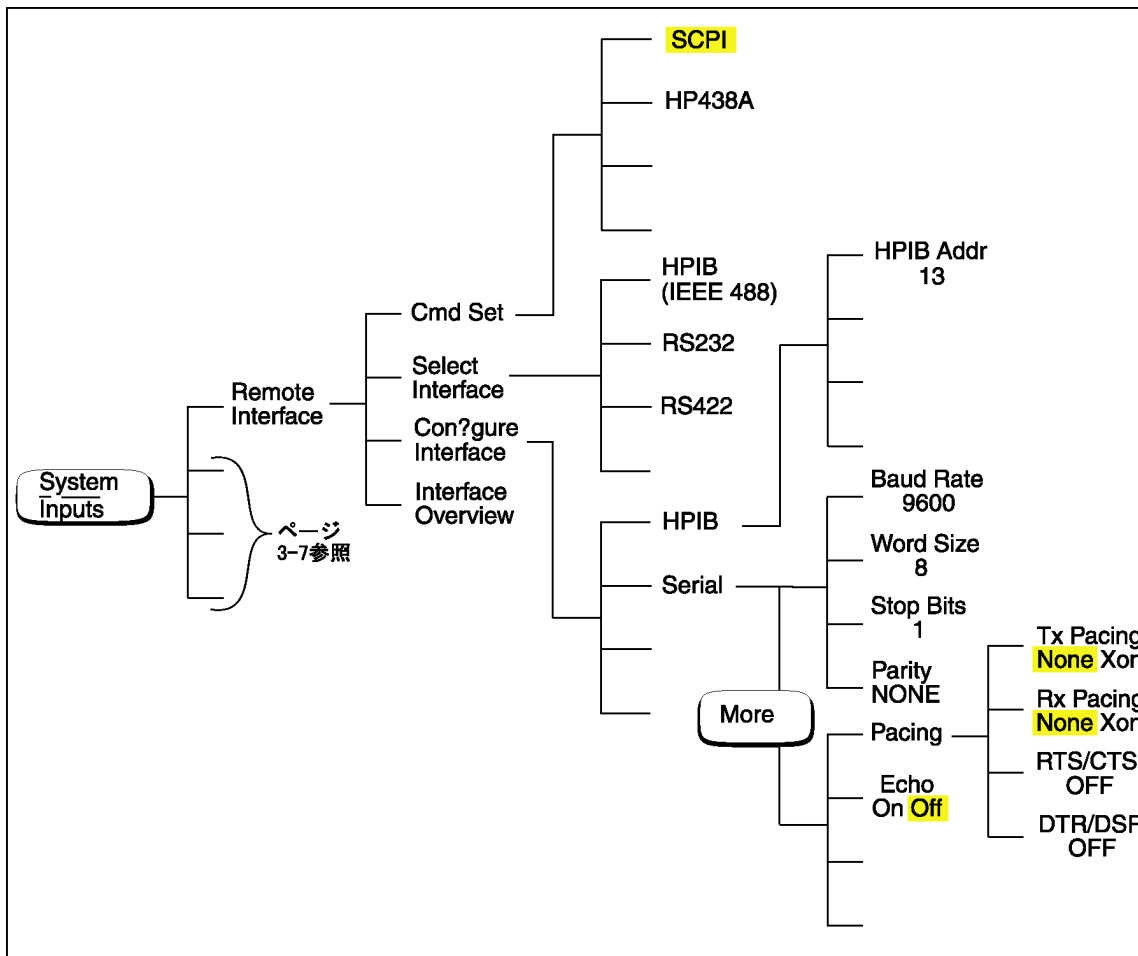 SCPI
HP438A
HPIB
(IEEE 488)
RS232
RS422
HPIB Addr
13
Cmd Set
Select
Interface
Con?gure
Interface
Interface
Overview
Remote
Interface
System
Inputs
ページ
3-7参照
HPIB
Serial
Baud Rate
9600
Word Size
8
Stop Bits
1
Parity
NONE
More
Pacing
Echo
On Off
Tx Pacing
None Xon
Rx Pacing
None Xon
RTS/CTS
OFF
DTR/DSR
OFF